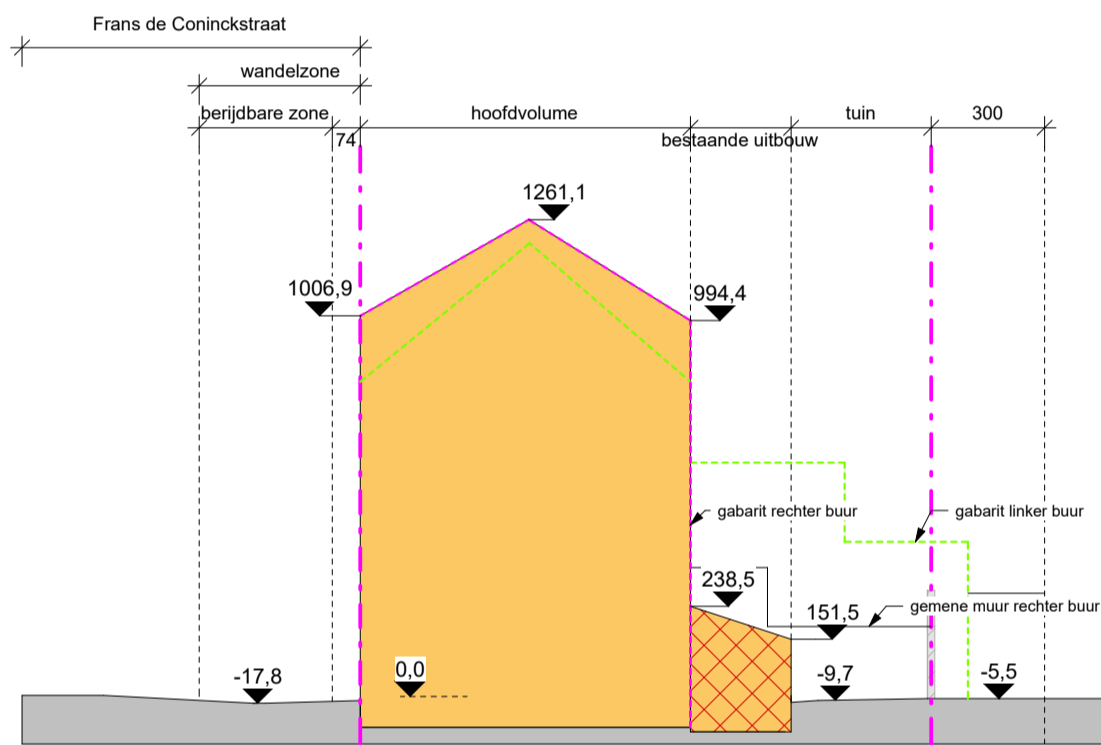 Frans de Coninckstraat
wandelzone
berijdbare zone
hoofdvolume
tuin
300
74
bestaande uitbouw
1261,1
1006,9
994,4
gabarit rechter buur
gabarit linker buur
238,5
151,5
gemene muur rechter buur
-17,8
0,0
-9,7
-5,5